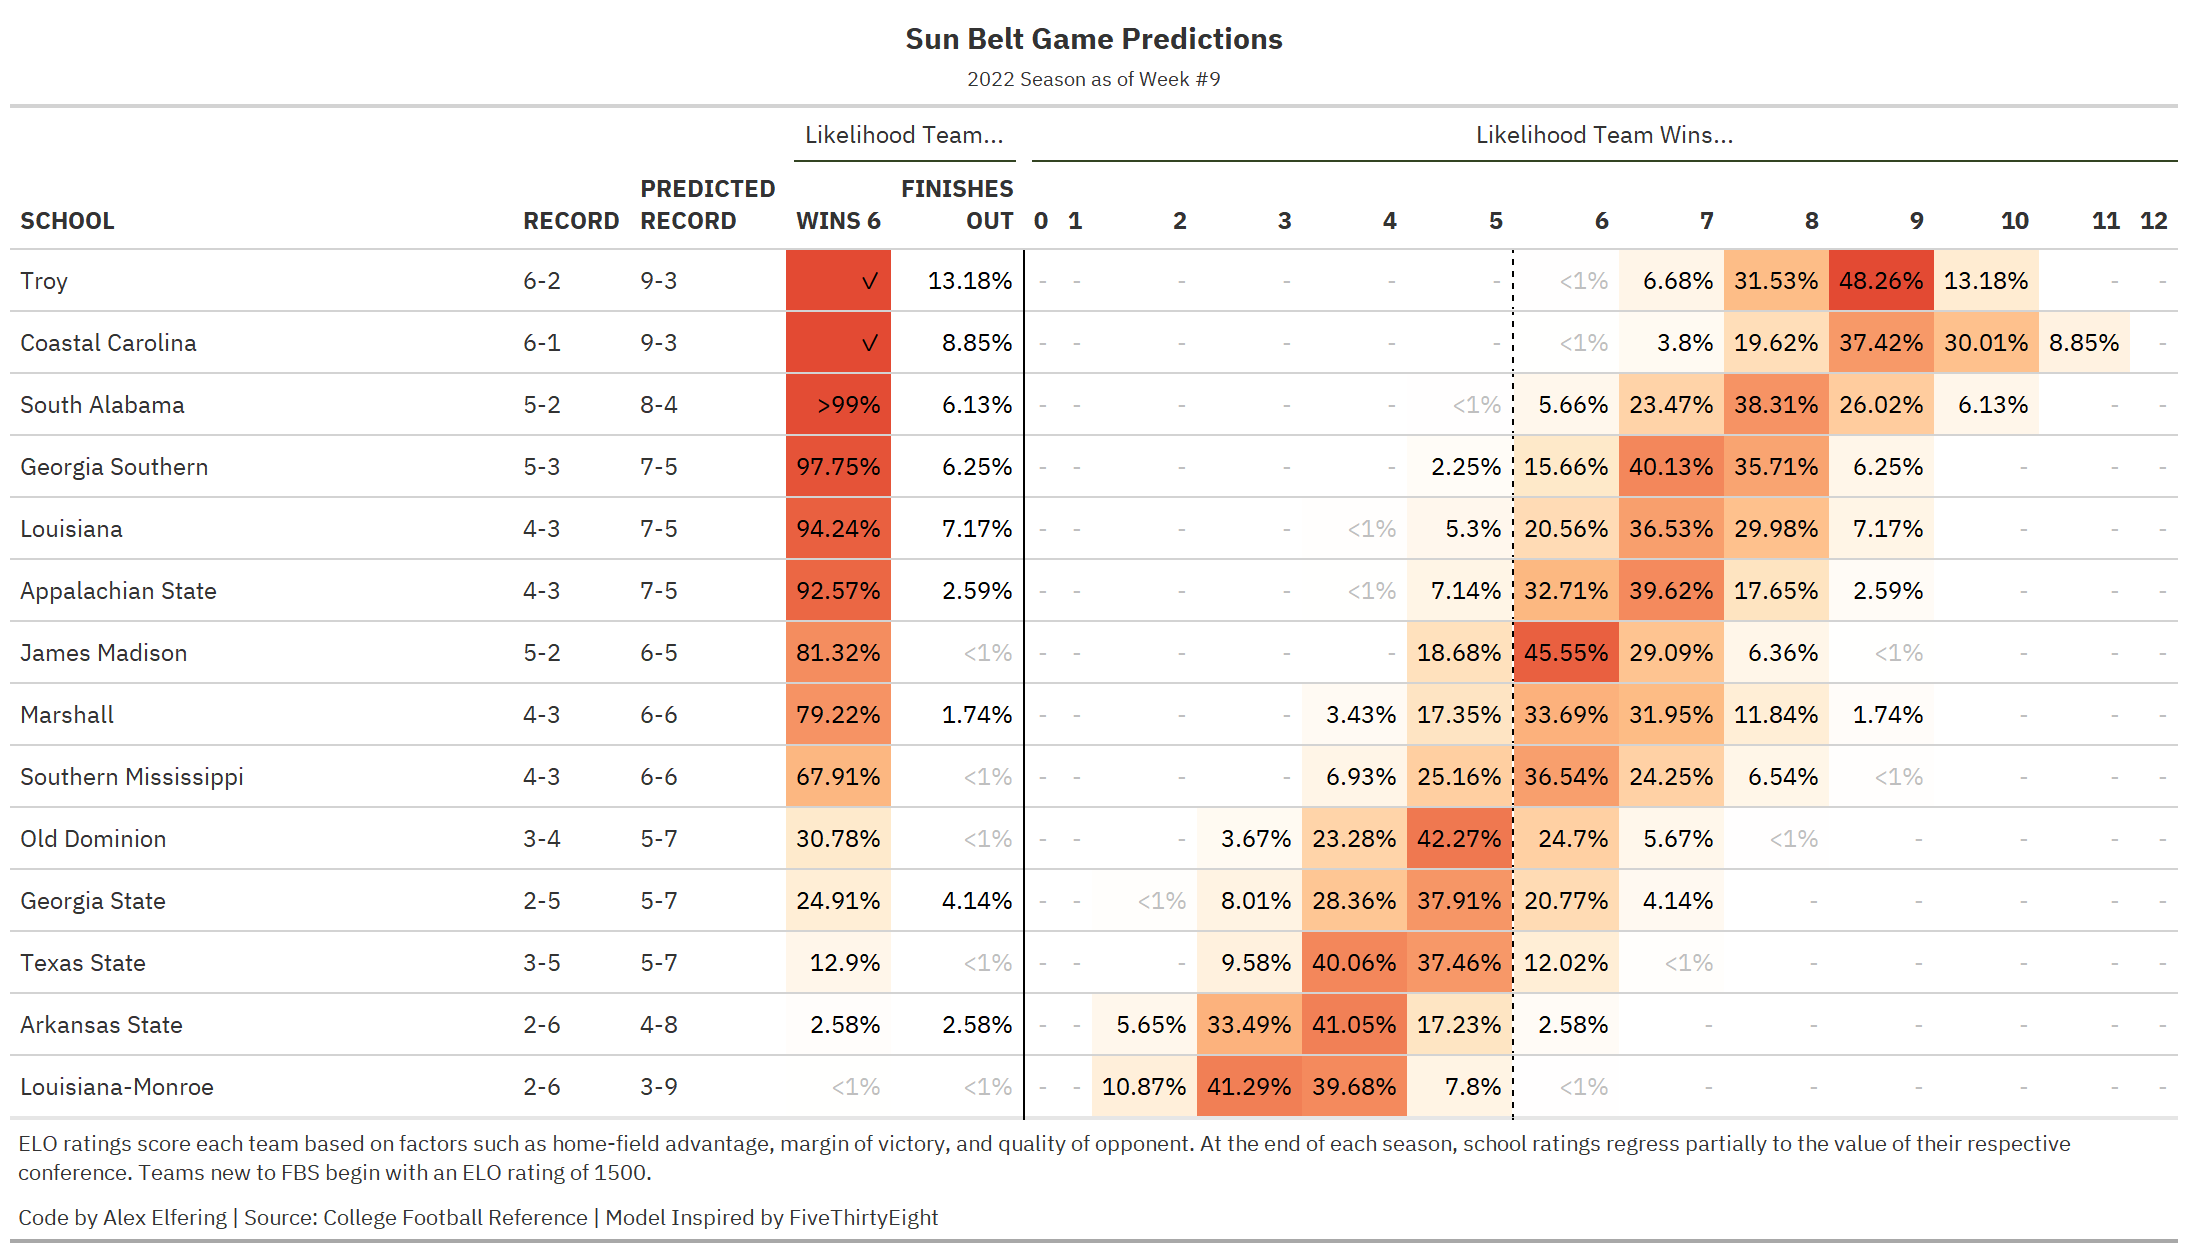 Sun Belt Game Predictions
2022 Season as of Week #9
Likelihood Team... Likelihood Team Wins...
SCHOOL RECORD PREDICTED RECORD WINS 6 FINISHES OUT 0 1 2 3 4 5 6 7 8 9 10 11 12
Troy 6-2 9-3 ✓ 13.18% - - - - - - <1% 6.68% 31.53% 48.26% 13.18% - -
Coastal Carolina 6-1 9-3 ✓ 8.85% - - - - - - <1% 3.8% 19.62% 37.42% 30.01% 8.85% -
South Alabama 5-2 8-4 >99% 6.13% - - - - - <1% 5.66% 23.47% 38.31% 26.02% 6.13% - -
Georgia Southern 5-3 7-5 97.75% 6.25% - - - - - 2.25% 15.66% 40.13% 35.71% 6.25% - - -
Louisiana 4-3 7-5 94.24% 7.17% - - - - <1% 5.3% 20.56% 36.53% 29.98% 7.17% - - -
Appalachian State 4-3 7-5 92.57% 2.59% - - - - <1% 7.14% 32.71% 39.62% 17.65% 2.59% - - -
James Madison 5-2 6-5 81.32% <1% - - - - - 18.68% 45.55% 29.09% 6.36% <1% - - -
Marshall 4-3 6-6 79.22% 1.74% - - - - 3.43% 17.35% 33.69% 31.95% 11.84% 1.74% - - -
Southern Mississippi 4-3 6-6 67.91% <1% - - - - 6.93% 25.16% 36.54% 24.25% 6.54% <1% - - -
Old Dominion 3-4 5-7 30.78% <1% - - - 3.67% 23.28% 42.27% 24.7% 5.67% <1% - - - -
Georgia State 2-5 5-7 24.91% 4.14% - - <1% 8.01% 28.36% 37.91% 20.77% 4.14% - - - - -
Texas State 3-5 5-7 12.9% <1% - - - 9.58% 40.06% 37.46% 12.02% <1% - - - - -
Arkansas State 2-6 4-8 2.58% 2.58% - - 5.65% 33.49% 41.05% 17.23% 2.58% - - - - - -
Louisiana-Monroe 2-6 3-9 <1% <1% - - 10.87% 41.29% 39.68% 7.8% <1% - - - - - -
ELO ratings score each team based on factors such as home-field advantage, margin of victory, and quality of opponent. At the end of each season, school ratings regress partially to the value of their respective
conference. Teams new to FBS begin with an ELO rating of 1500.
Code by Alex Elfering | Source: College Football Reference | Model Inspired by FiveThirtyEight